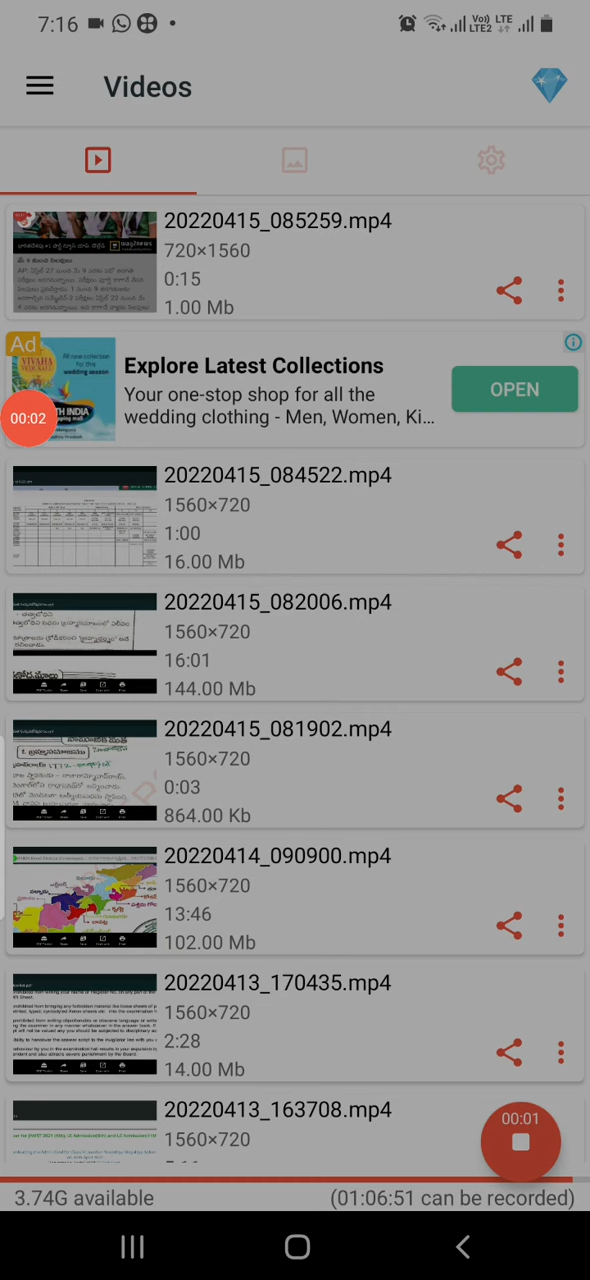 7:16
Vo)) LTE
LTE2
Videos
20220415_085259.mp4
720×1560
0:15
1.00 Mb
Ad
Explore Latest Collections
Your one-stop shop for all the
wedding clothing - Men, Women, Ki...
OPEN
VIVAHA
00:02
20220415_084522.mp4
1560×720
1:00
16.00 Mb
20220415_082006.mp4
1560×720
16:01
144.00 Mb
20220415_081902.mp4
1560×720
0:03
864.00 Kb
20220414_090900.mp4
1560×720
13:46
102.00 Mb
20220413_170435.mp4
1560×720
2:28
14.00 Mb
20220413_163708.mp4
1560×720
00:01
3.74G available
(01:06:51 can be recorded)